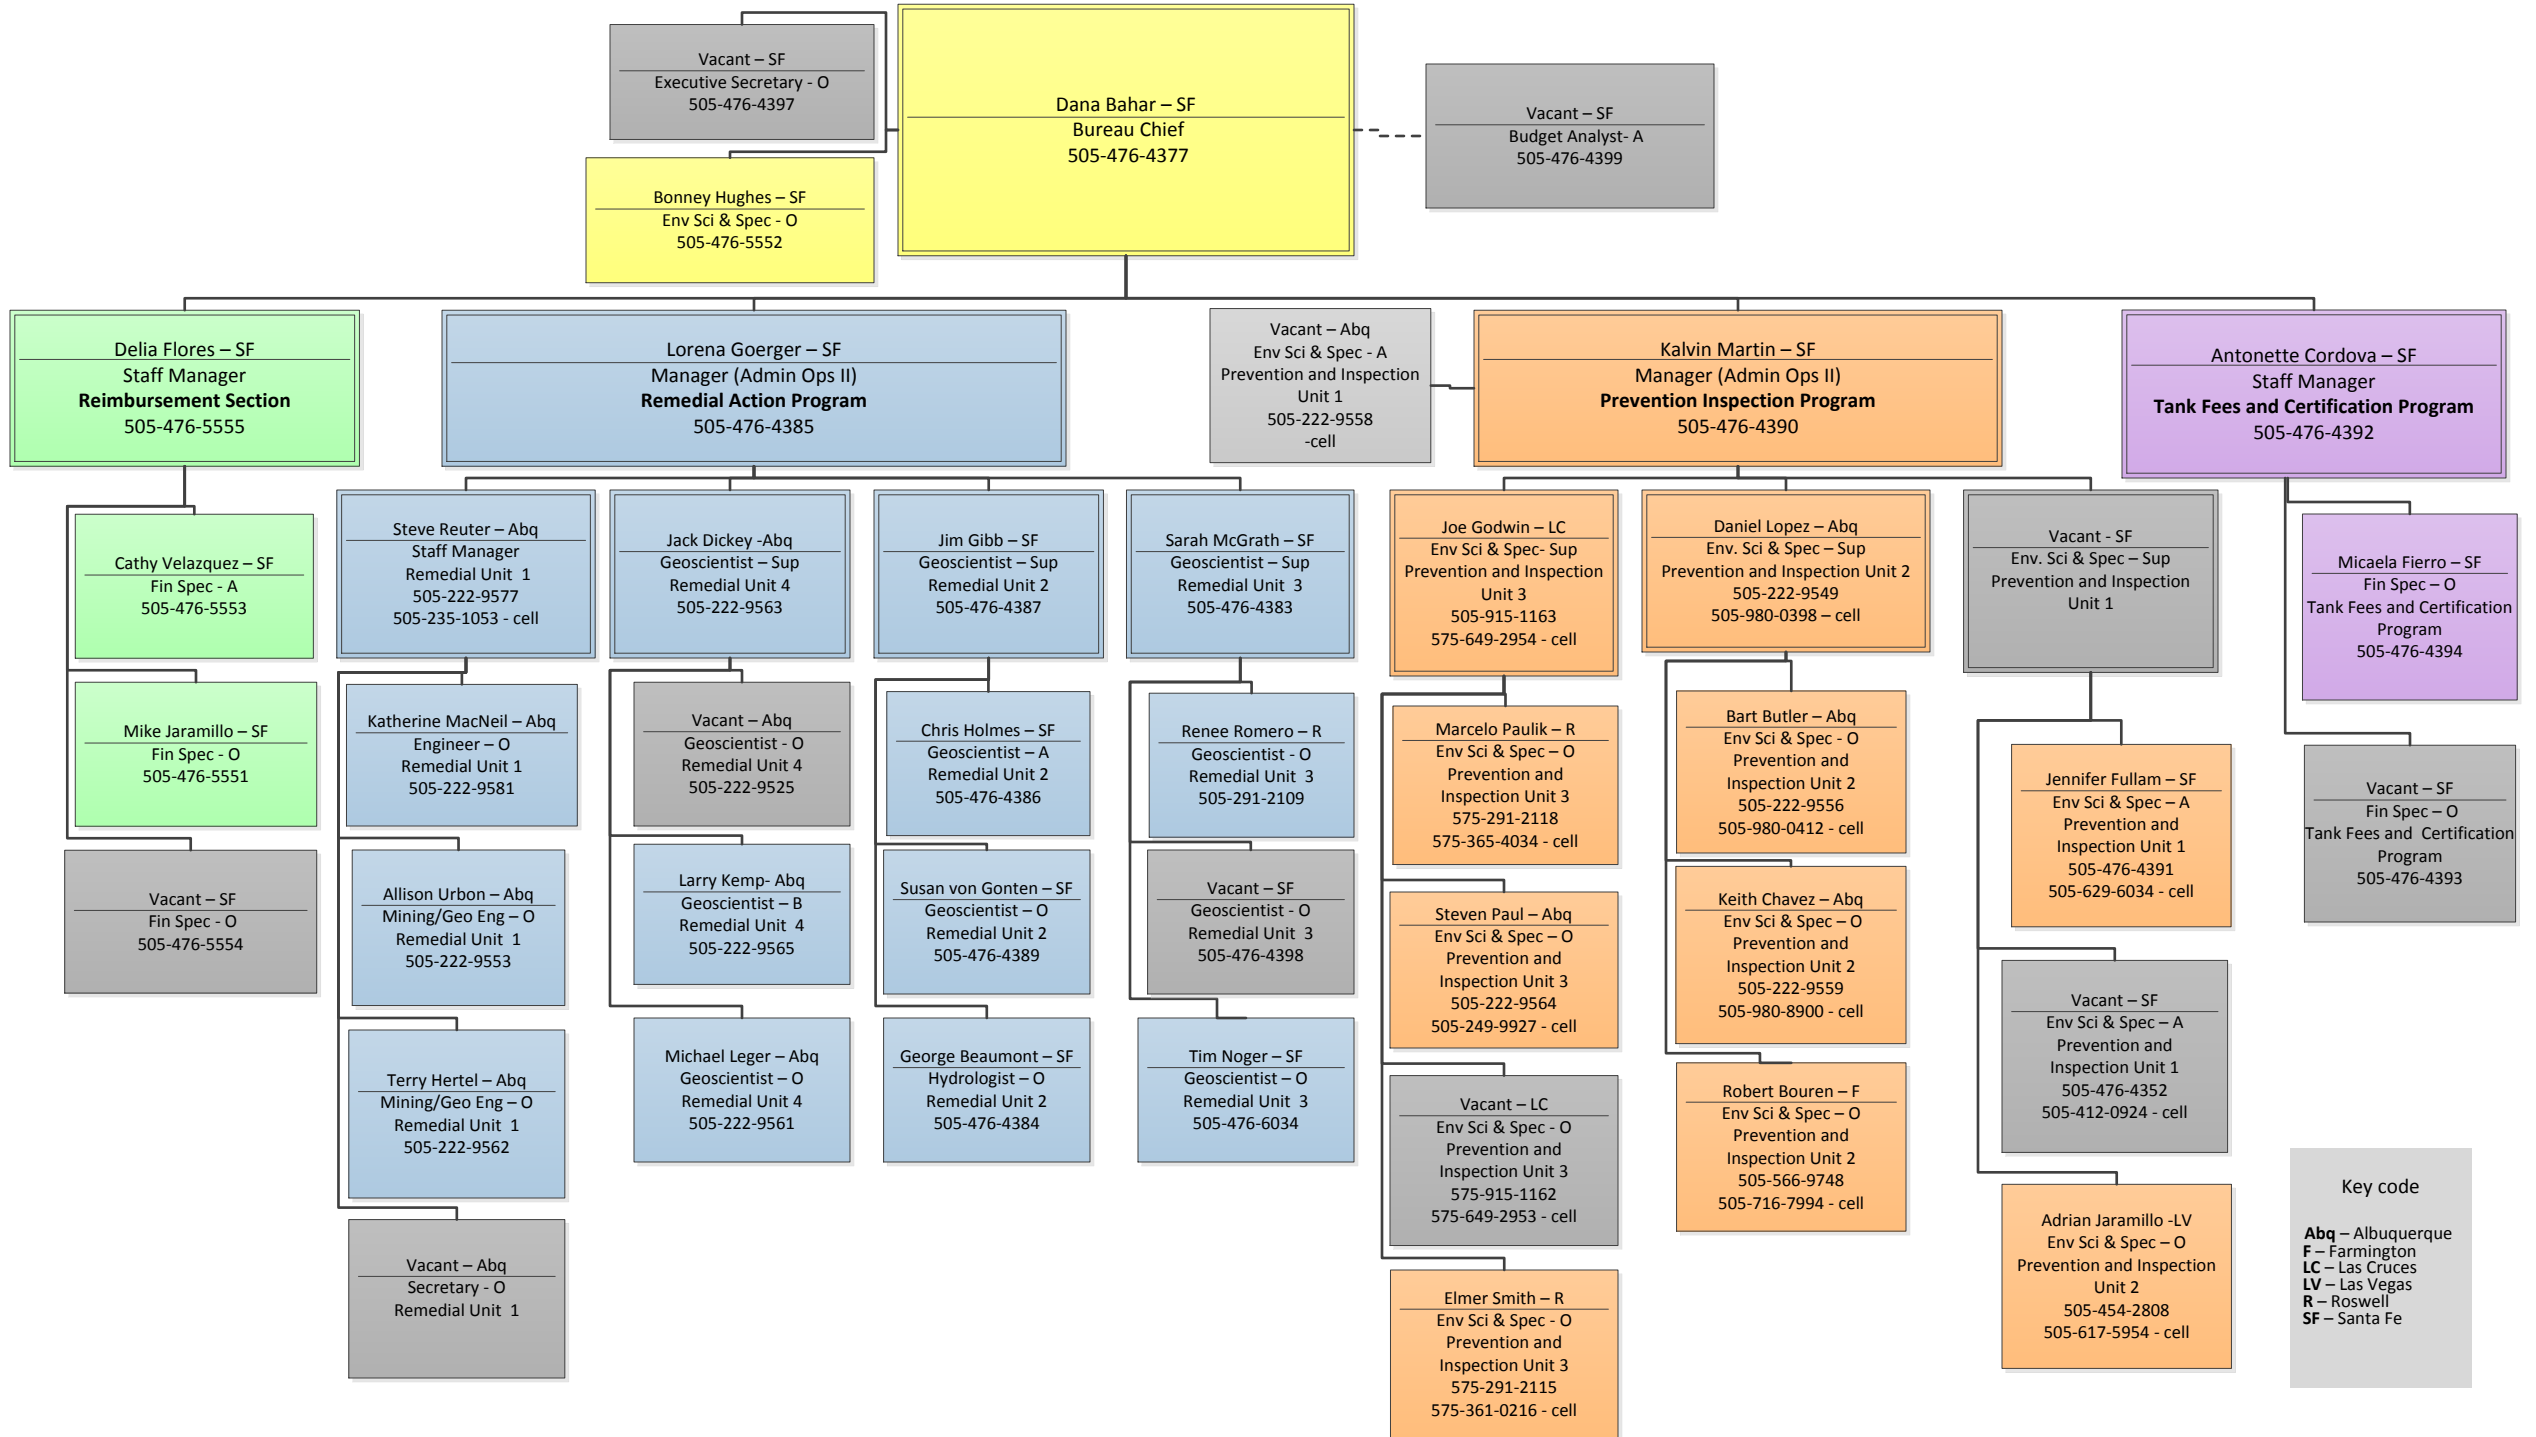 Vacant – SF
Executive Secretary - O
505-476-4397
Dana Bahar – SF
Bureau Chief
505-476-4377
Vacant – SF
Budget Analyst- A
505-476-4399
Bonney Hughes – SF
Env Sci & Spec - O
505-476-5552
Delia Flores – SF
Staff Manager
Reimbursement Section
505-476-5555
Lorena Goerger – SF
Manager (Admin Ops II)
Remedial Action Program
505-476-4385
Vacant – Abq
Env Sci & Spec - A
Prevention and Inspection
Unit 1
505-222-9558
-cell
Kalvin Martin – SF
Manager (Admin Ops II)
Prevention Inspection Program
505-476-4390
Antonette Cordova – SF
Staff Manager
Tank Fees and Certification Program
505-476-4392
Cathy Velazquez – SF
Fin Spec - A
505-476-5553
Mike Jaramillo – SF
Fin Spec - O
505-476-5551
Vacant – SF
Fin Spec - O
505-476-5554
Steve Reuter – Abq
Staff Manager
Remedial Unit 1
505-222-9577
505-235-1053 - cell
Katherine MacNeil – Abq
Engineer – O
Remedial Unit 1
505-222-9581
Allison Urbon – Abq
Mining/Geo Eng – O
Remedial Unit 1
505-222-9553
Terry Hertel – Abq
Mining/Geo Eng – O
Remedial Unit 1
505-222-9562
Vacant – Abq
Secretary - O
Remedial Unit 1
Jack Dickey -Abq
Geoscientist – Sup
Remedial Unit 4
505-222-9563
Vacant – Abq
Geoscientist - O
Remedial Unit 4
505-222-9525
Larry Kemp- Abq
Geoscientist – B
Remedial Unit 4
505-222-9565
Michael Leger – Abq
Geoscientist – O
Remedial Unit 4
505-222-9561
Jim Gibb – SF
Geoscientist – Sup
Remedial Unit 2
505-476-4387
Chris Holmes – SF
Geoscientist – A
Remedial Unit 2
505-476-4386
Susan von Gonten – SF
Geoscientist – O
Remedial Unit 2
505-476-4389
George Beaumont – SF
Hydrologist – O
Remedial Unit 2
505-476-4384
Sarah McGrath – SF
Geoscientist – Sup
Remedial Unit 3
505-476-4383
Renee Romero – R
Geoscientist - O
Remedial Unit 3
505-291-2109
Vacant – SF
Geoscientist - O
Remedial Unit 3
505-476-4398
Tim Noger – SF
Geoscientist – O
Remedial Unit 3
505-476-6034
Joe Godwin – LC
Env Sci & Spec- Sup
Prevention and Inspection
Unit 3
505-915-1163
575-649-2954 - cell
Marcelo Paulik – R
Env Sci & Spec – O
Prevention and
Inspection Unit 3
575-291-2118
575-365-4034 - cell
Steven Paul – Abq
Env Sci & Spec – O
Prevention and
Inspection Unit 3
505-222-9564
505-249-9927 - cell
Vacant – LC
Env Sci & Spec - O
Prevention and
Inspection Unit 3
575-915-1162
575-649-2953 - cell
Elmer Smith – R
Env Sci & Spec - O
Prevention and
Inspection Unit 3
575-291-2115
575-361-0216 - cell
Daniel Lopez – Abq
Env. Sci & Spec – Sup
Prevention and Inspection Unit 2
505-222-9549
505-980-0398 – cell
Bart Butler – Abq
Env Sci & Spec - O
Prevention and
Inspection Unit 2
505-222-9556
505-980-0412 - cell
Keith Chavez – Abq
Env Sci & Spec – O
Prevention and
Inspection Unit 2
505-222-9559
505-980-8900 - cell
Robert Bouren – F
Env Sci & Spec – O
Prevention and
Inspection Unit 2
505-566-9748
505-716-7994 - cell
Vacant - SF
Env. Sci & Spec – Sup
Prevention and Inspection
Unit 1
Jennifer Fullam – SF
Env Sci & Spec – A
Prevention and
Inspection Unit 1
505-476-4391
505-629-6034 - cell
Vacant – SF
Env Sci & Spec – A
Prevention and
Inspection Unit 1
505-476-4352
505-412-0924 - cell
Adrian Jaramillo -LV
Env Sci & Spec – O
Prevention and Inspection
Unit 2
505-454-2808
505-617-5954 - cell
Micaela Fierro – SF
Fin Spec – O
Tank Fees and Certification
Program
505-476-4394
Vacant – SF
Fin Spec – O
Tank Fees and Certification
Program
505-476-4393
Key code
Abq – Albuquerque
F – Farmington
LC – Las Cruces
LV – Las Vegas
R – Roswell
SF – Santa Fe